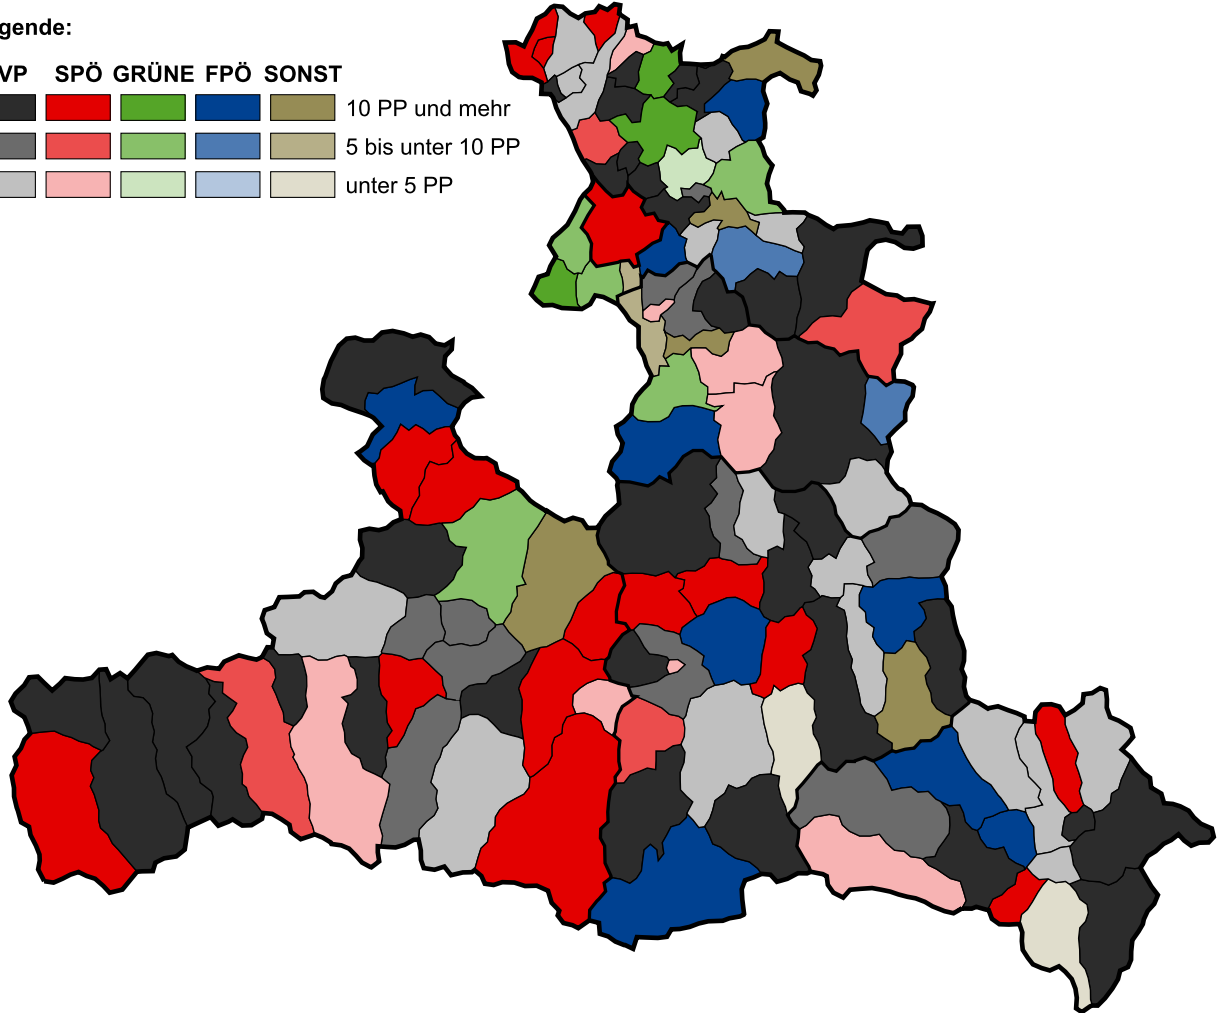 gende:
VP SPÖ GRÜNE FPÖ SONST
10 PP und mehr
5 bis unter 10 PP
unter 5 PP